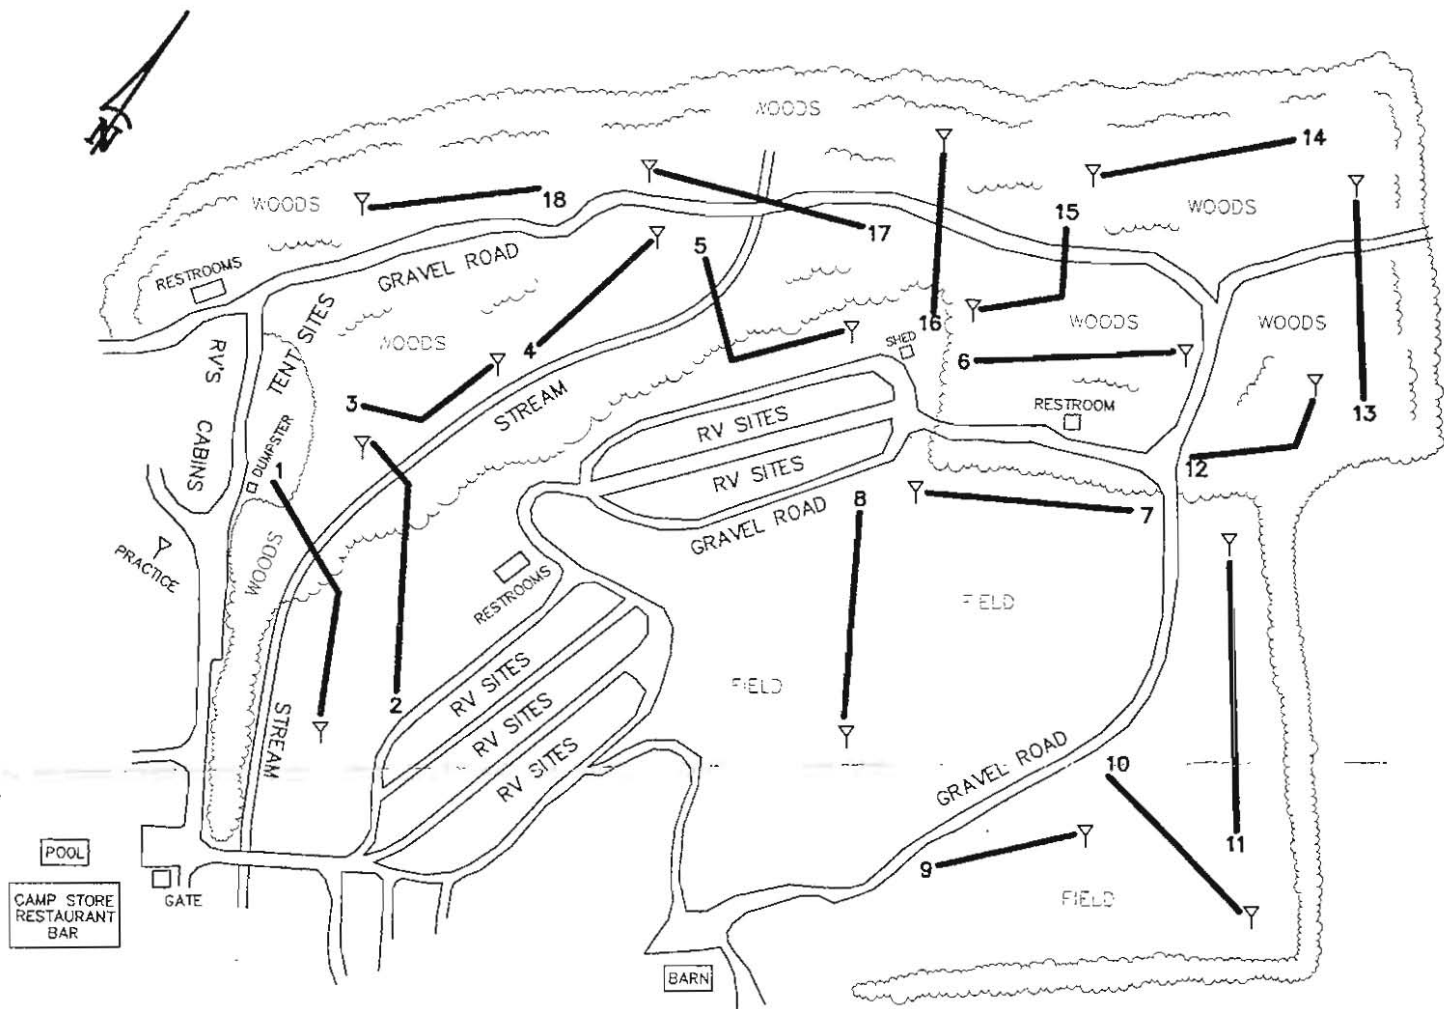 N
WOODS
14
WOODS
18
WOODS
15
17
5
RESTROOMS
GRAVEL ROAD
TENT SITES
WOODS
4
16
WOODS
WOODS
SHED
6
RV'S
CABINS
3
STREAM
RV SITES
RESTROOM
13
DUMPSTER
1
RV SITES
12
8
7
GRAVEL ROAD
PRACTICE
WOODS
RESTROOMS
FIELD
RV SITES
FIELD
2
STREAM
RV SITES
RV SITES
GRAVEL ROAD
10
11
POOL
9
GATE
FIELD
CAMP STORE
RESTAURANT
BAR
BARN